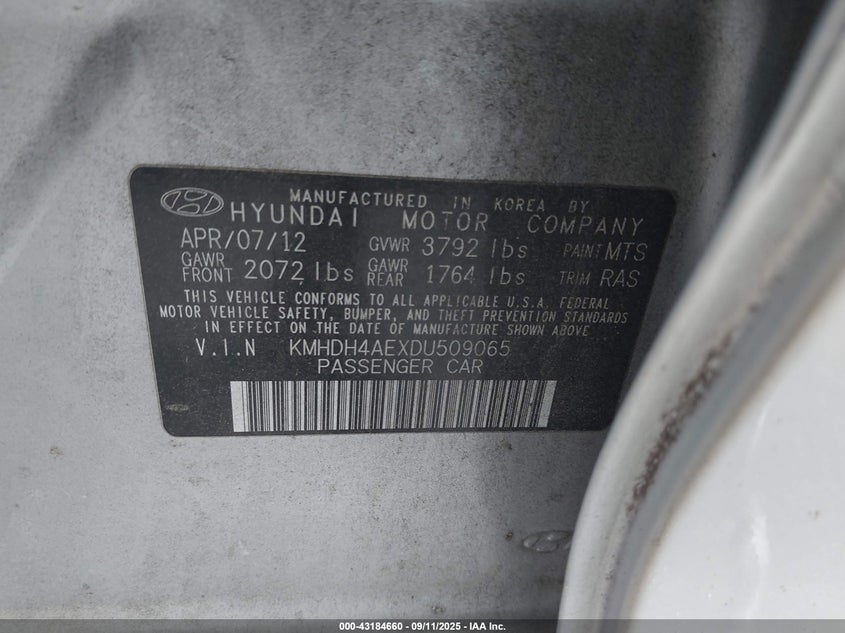 MANUFACTURED IN KOREA BY
HYUNDAI MOTOR COMPANY
APR/07/12 GVWR 3792 lbs PAINT MTS
GAWR FRONT 2072 lbs GAWR REAR 1764 lbs TRIM RAS
THIS VEHICLE CONFORMS TO ALL APPLICABLE U.S.A. FEDERAL
MOTOR VEHICLE SAFETY, BUMPER, AND THEFT PREVENTION STANDARDS
IN EFFECT ON THE DATE OF MANUFACTURE SHOWN ABOVE
V.I.N KMHDH4AEXDU509065
PASSENGER CAR
000-43184660 - 09/11/2025 - IAA Inc.